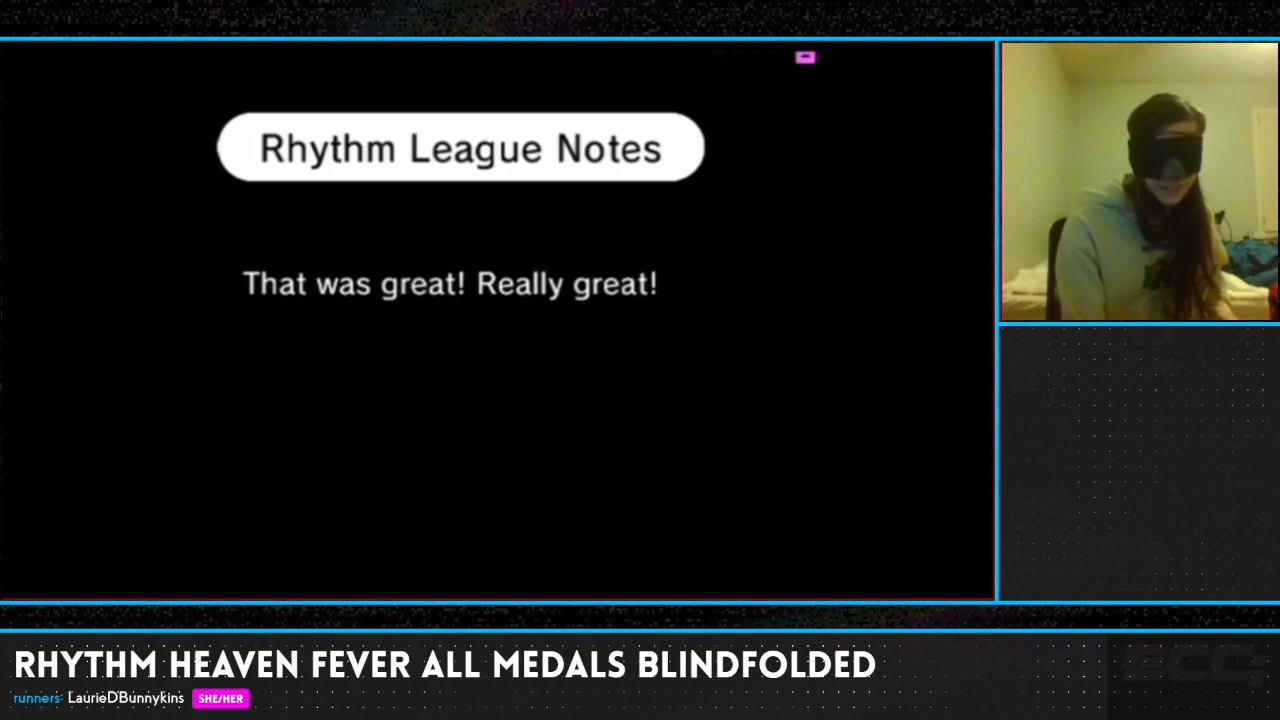 Rhythm League Notes
That was great! Really great!
RHYTHM HEAVEN FEVER ALL MEDALS BLINDFOLDED
runners: LaurieDBunnykins SHE/HER